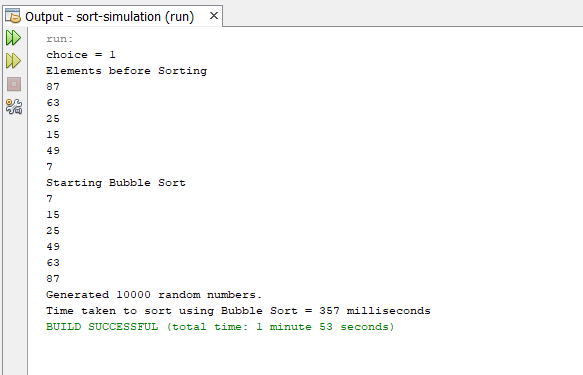 Output - sort-simulation (run)
run:
choice = 1
Elements before Sorting
87
63
25
15
49
7
Starting Bubble Sort
7
15
25
49
63
87
Generated 10000 random numbers.
Time taken to sort using Bubble Sort = 357 milliseconds
BUILD SUCCESSFUL (total time: 1 minute 53 seconds)